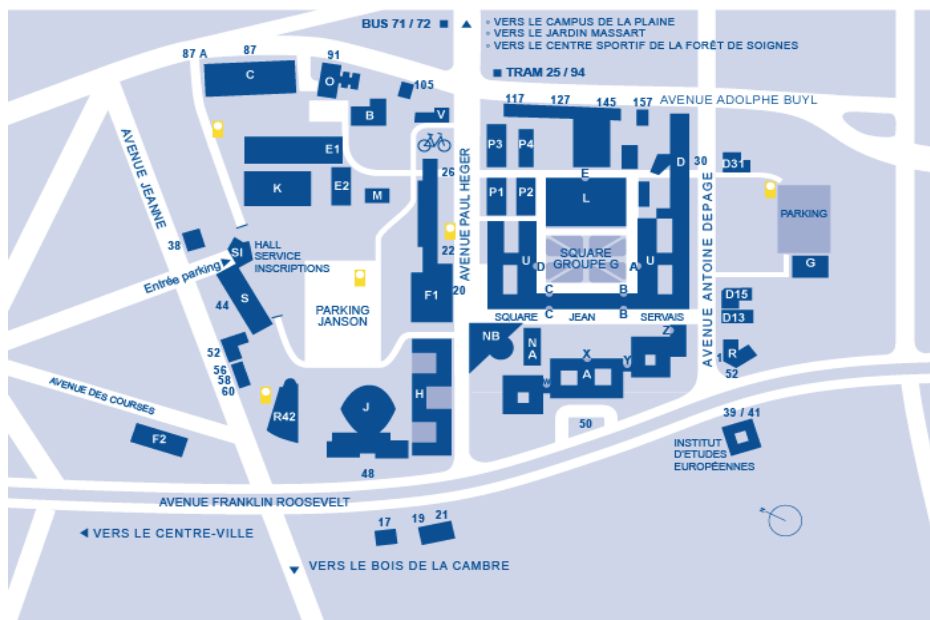 BUS 71 / 72
VERS LE CAMPUS DE LA PLAINE
VERS LE JARDIN MASSART
VERS LE CENTRE SPORTIF DE LA FORÊT DE SOIGNES
TRAM 25 / 94
87 A
87
91
105
C
O
B
V
117
127
145
157
AVENUE ADOLPHE BUYL
AVENUE JEANNE
E1
E2
K
M
26
P3
P4
P1
P2
E
L
D
30
D31
AVENUE PAUL HEGER
AVENUE ANTOINE DEPAGE
PARKING
G
38
SI
HALL
SERVICE
INSCRIPTIONS
Entrée parking
S
44
22
20
F1
U
D
SQUARE
GROUPE G
A
U
C
B
C
B
SQUARE
JEAN
SERVAIS
D15
D13
PARKING
JANSON
52
56
58
60
NB
N
A
X
A
Y
Z
W
R
1
52
AVENUE DES COURSES
F2
R42
J
H
48
50
39 / 41
INSTITUT
D'ETUDES
EUROPÉENNES
AVENUE FRANKLIN ROOSEVELT
VERS LE CENTRE-VILLE
17
19
21
VERS LE BOIS DE LA CAMBRE
N